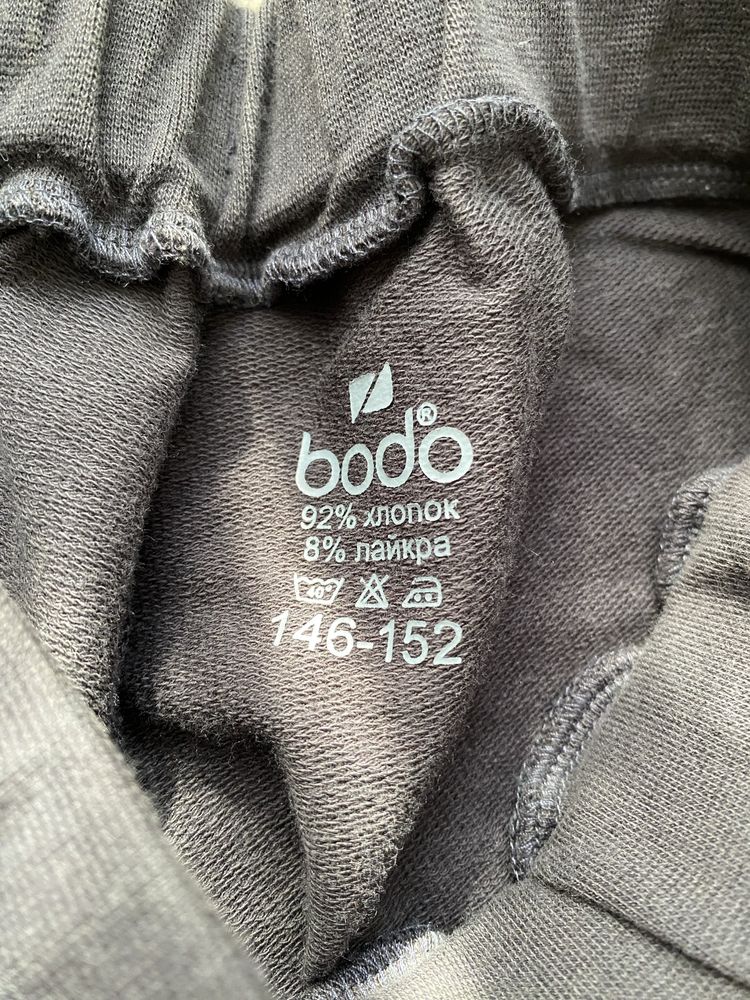 bodo®
92% хлопок
8% лайкра
40°
146-152